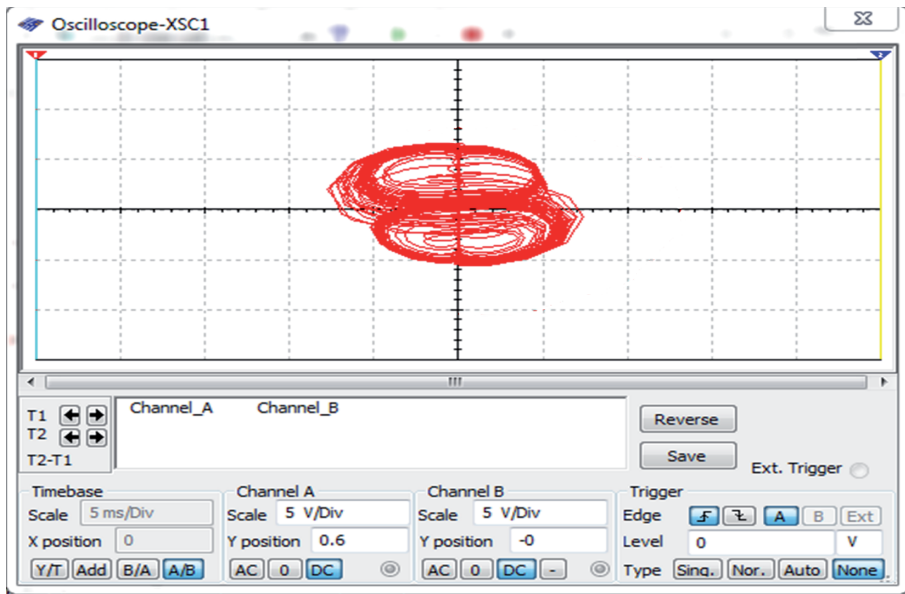 Oscilloscope-XSC1
Channel_A Channel_B
T1
T2
T2-T1
Reverse
Save
Ext. Trigger
Timebase
Scale 5 ms/Div
X position 0
Y/T Add B/A A/B
Channel A
Scale 5 V/Div
Y position 0.6
AC 0 DC
Channel B
Scale 5 V/Div
Y position -0
AC 0 DC -
Trigger
Edge A B Ext
Level 0 V
Type Sing. Nor. Auto None